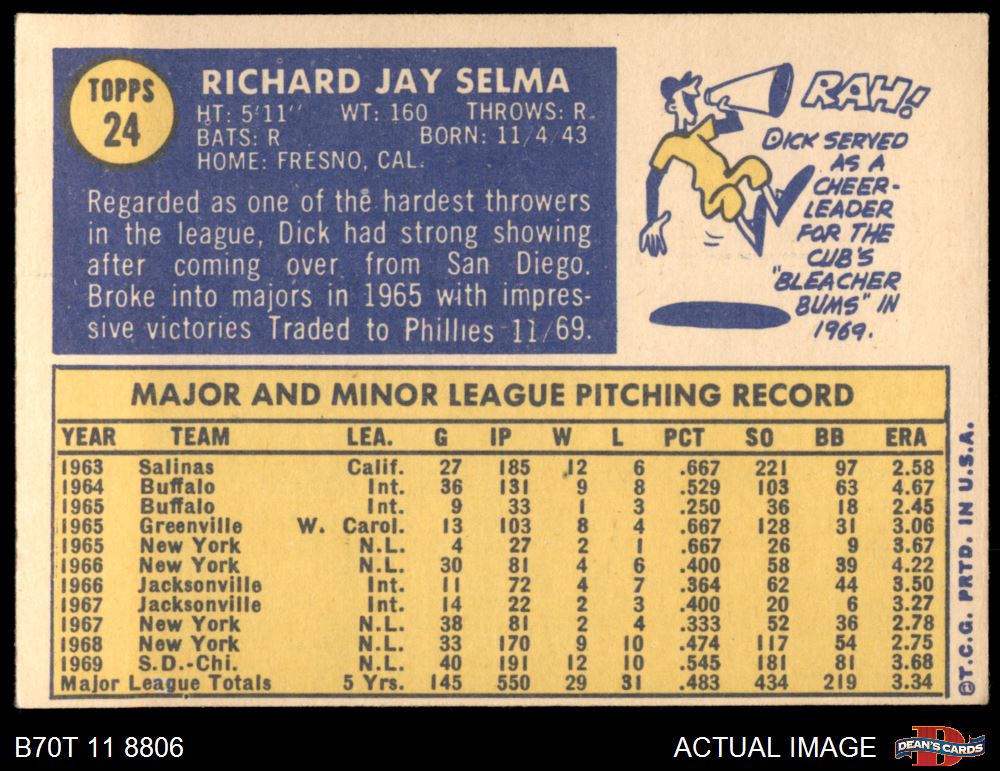 TOPPS
24
RICHARD JAY SELMA
HT: 5'11" WT: 160 THROWS: R.
BATS: R BORN: 11/4/43
HOME: FRESNO, CAL.
Regarded as one of the hardest throwers
in the league, Dick had strong showing
after coming over from San Diego.
Broke into majors in 1965 with impres-
sive victories Traded to Phillies 11/69.
RAH!
DICK SERVED
AS A
CHEER-
LEADER
FOR THE
CUB'S
"BLEACHER
BUMS" IN
1969.
MAJOR AND MINOR LEAGUE PITCHING RECORD
YEAR TEAM LEA. G IP W L PCT SO BB ERA
1963 Salinas Calif. 27 185 12 6 .667 221 97 2.58
1964 Buffalo Int. 36 131 9 8 .529 103 63 4.67
1965 Buffalo Int. 9 33 1 3 .250 36 18 2.45
1965 Greenville W. Carol. 13 103 8 4 .667 128 31 3.06
1965 New York N.L. 4 27 2 1 .667 26 9 3.67
1966 New York N.L. 30 81 4 6 .400 58 39 4.22
1966 Jacksonville Int. 11 72 4 7 .364 62 44 3.50
1967 Jacksonville Int. 14 22 2 3 .400 20 6 3.27
1967 New York N.L. 38 81 2 4 .333 52 36 2.78
1968 New York N.L. 33 170 9 10 .474 117 54 2.75
1969 S.D.-Chi. N.L. 40 191 12 10 .545 181 81 3.68
Major League Totals 5 Yrs. 145 550 29 31 .483 434 219 3.34
©T.C.G. PRTD. IN U.S.A.
B70T 11 8806
ACTUAL IMAGE
DEAN'S CARDS